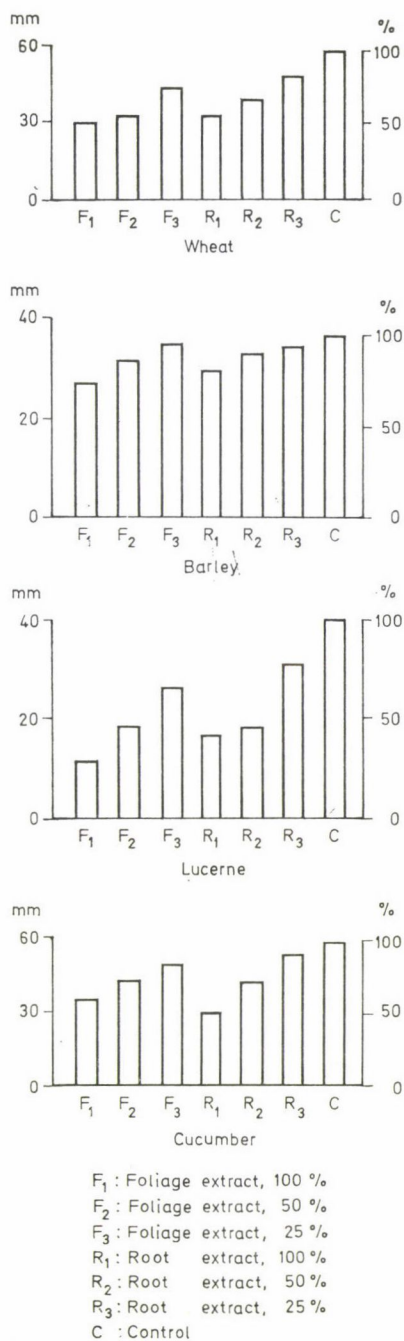 mm %
60 100
30 50
0 0
F₁ F₂ F₃ R₁ R₂ R₃ C
Wheat
mm %
40 100
20 50
0 0
F₁ F₂ F₃ R₁ R₂ R₃ C
Barley
mm %
40 100
20 50
0 0
F₁ F₂ F₃ R₁ R₂ R₃ C
Lucerne
mm %
60 100
30 50
0 0
F₁ F₂ F₃ R₁ R₂ R₃ C
Cucumber
F₁ : Foliage extract, 100 %
F₂ : Foliage extract, 50 %
F₃ : Foliage extract, 25 %
R₁ : Root extract, 100 %
R₂ : Root extract, 50 %
R₃ : Root extract, 25 %
C : Control